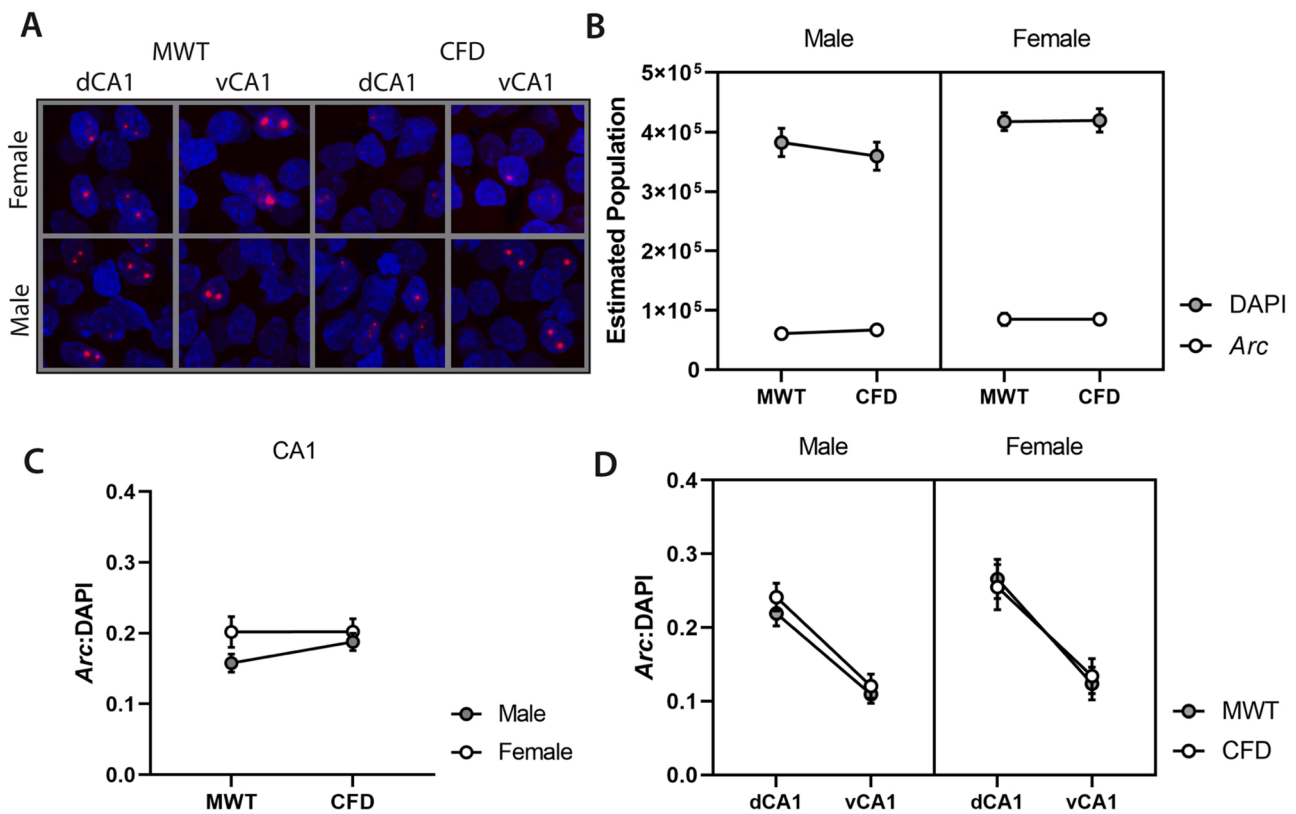 A
MWT CFD
dCA1 vCA1 dCA1 vCA1
Female
Male
B
Male Female
Estimated Population
5×10⁵
4×10⁵
3×10⁵
2×10⁵
1×10⁵
0
MWT CFD MWT CFD
DAPI
Arc
C
CA1
Arc:DAPI
0.4
0.3
0.2
0.1
0.0
MWT CFD
Male
Female
D
Male Female
Arc:DAPI
0.4
0.3
0.2
0.1
0.0
dCA1 vCA1 dCA1 vCA1
MWT
CFD